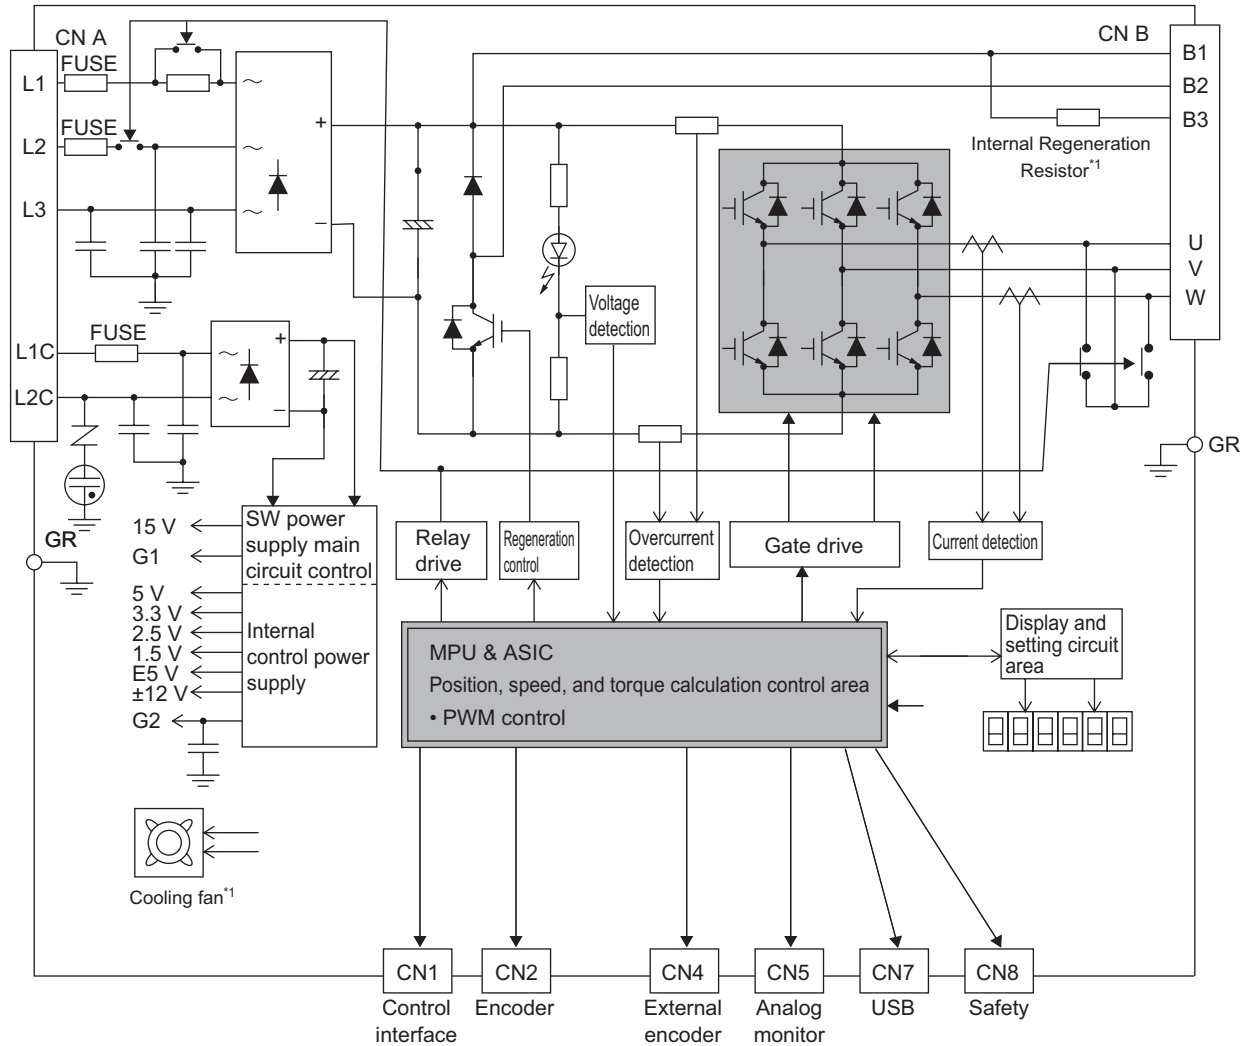 CN A
CN B
FUSE
L1
FUSE
L2
L3
+
−
B1
B2
B3
Internal Regeneration
Resistor*1
U
V
W
Voltage
detection
FUSE
L1C
L2C
+
−
GR
GR
15 V
G1
5 V
3.3 V
2.5 V
1.5 V
E5 V
±12 V
G2
SW power
supply main
circuit control
Internal
control power
supply
Relay
drive
Regeneration
control
Overcurrent
detection
Gate drive
Current detection
MPU & ASIC
Position, speed, and torque calculation control area
• PWM control
Display and
setting circuit
area
Cooling fan*1
CN1
CN2
CN4
CN5
CN7
CN8
Control
interface
Encoder
External
encoder
Analog
monitor
USB
Safety